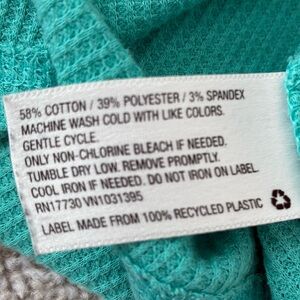 58% COTTON / 39% POLYESTER / 3% SPANDEX
MACHINE WASH COLD WITH LIKE COLORS.
GENTLE CYCLE.
ONLY NON-CHLORINE BLEACH IF NEEDED.
TUMBLE DRY LOW. REMOVE PROMPTLY.
COOL IRON IF NEEDED. DO NOT IRON ON LABEL
RN17730 VN1031395
LABEL MADE FROM 100% RECYCLED PLASTIC